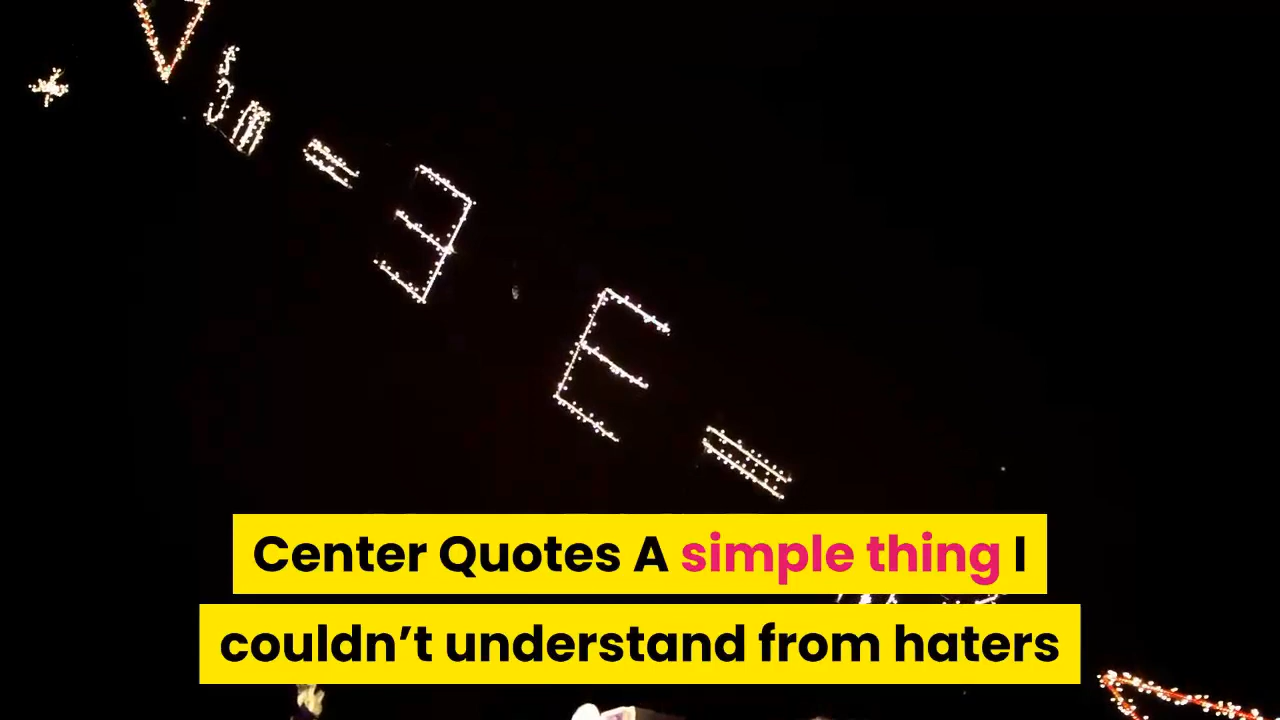 = E
E =
Center Quotes A simple thing I
couldn’t understand from haters